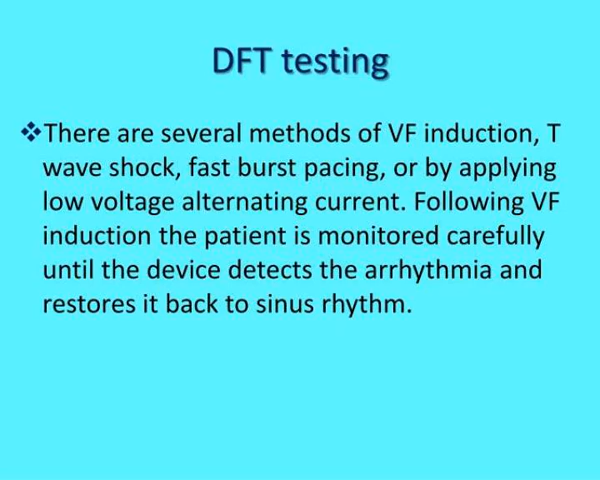 DFT testing
❖There are several methods of VF induction, T
wave shock, fast burst pacing, or by applying
low voltage alternating current. Following VF
induction the patient is monitored carefully
until the device detects the arrhythmia and
restores it back to sinus rhythm.